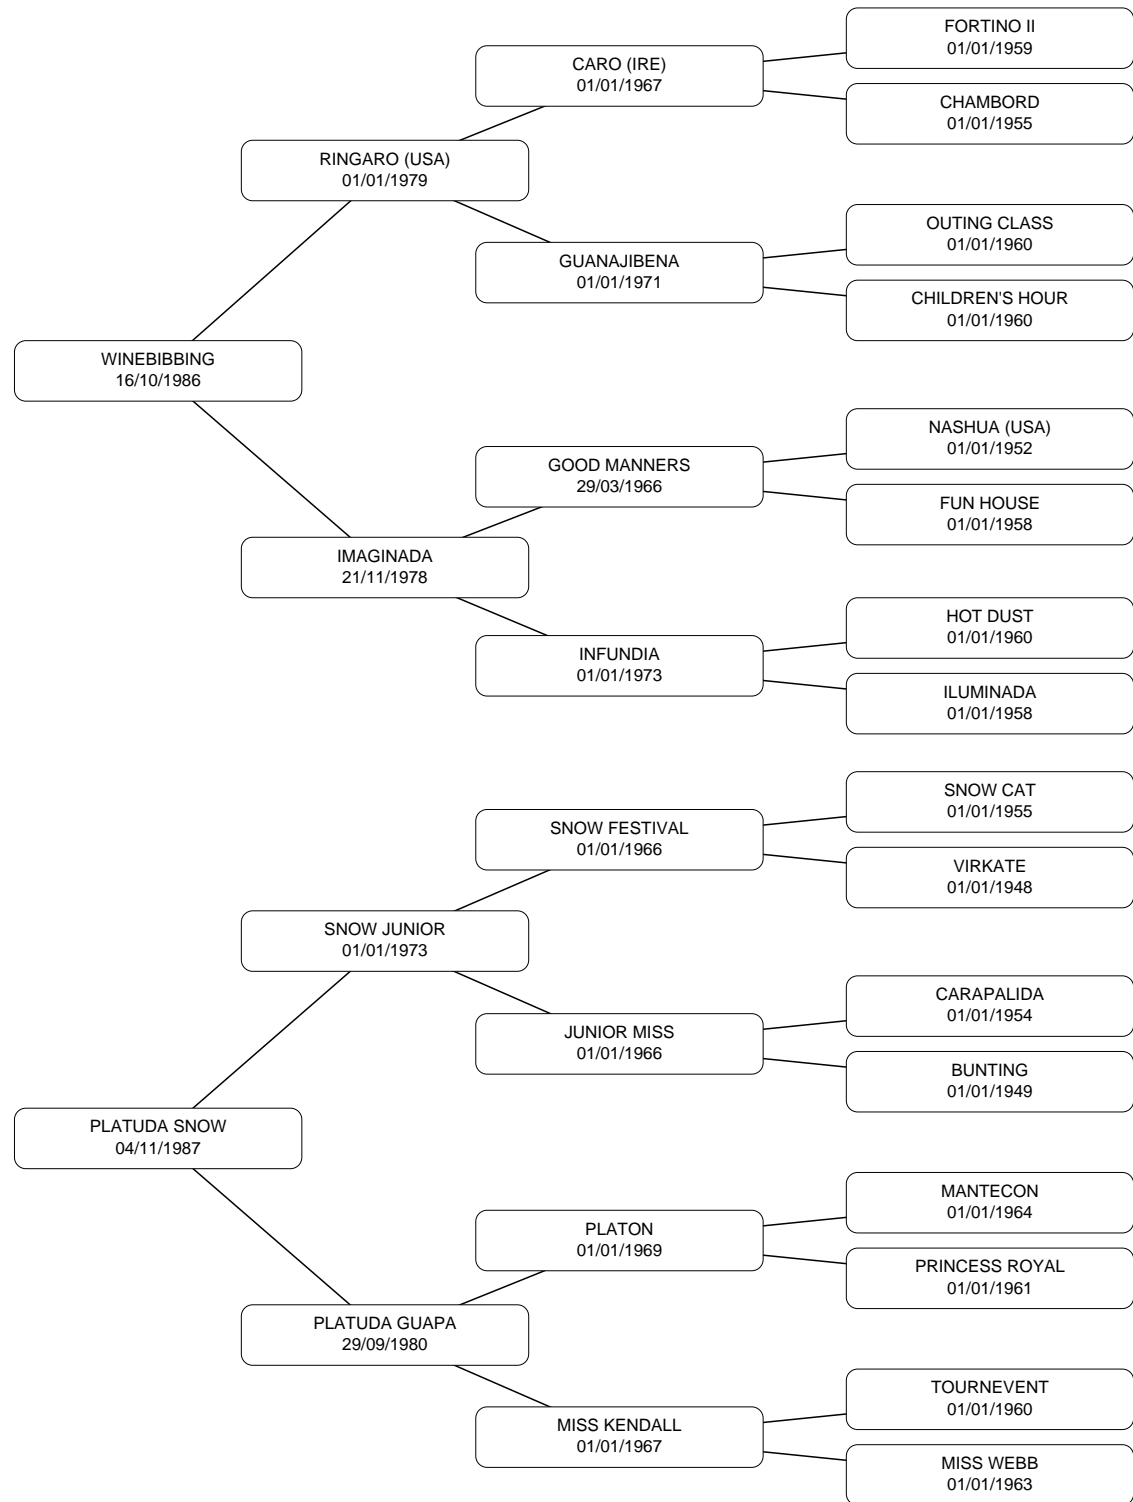 FORTINO II
01/01/1959
CARO (IRE)
01/01/1967
CHAMBORD
01/01/1955
RINGARO (USA)
01/01/1979
OUTING CLASS
01/01/1960
GUANAJIBENA
01/01/1971
CHILDREN'S HOUR
01/01/1960
WINEBIBBING
16/10/1986
NASHUA (USA)
01/01/1952
GOOD MANNERS
29/03/1966
FUN HOUSE
01/01/1958
IMAGINADA
21/11/1978
HOT DUST
01/01/1960
INFUNDIA
01/01/1973
ILUMINADA
01/01/1958
SNOW CAT
01/01/1955
SNOW FESTIVAL
01/01/1966
VIRKATE
01/01/1948
SNOW JUNIOR
01/01/1973
CARAPALIDA
01/01/1954
JUNIOR MISS
01/01/1966
BUNTING
01/01/1949
PLATUDA SNOW
04/11/1987
MANTECON
01/01/1964
PLATON
01/01/1969
PRINCESS ROYAL
01/01/1961
PLATUDA GUAPA
29/09/1980
TOURNEVENT
01/01/1960
MISS KENDALL
01/01/1967
MISS WEBB
01/01/1963